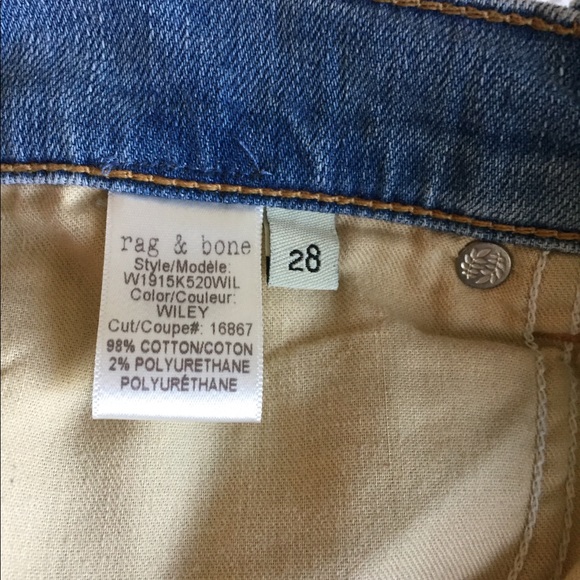 rag & bone
Style/Modèle:
W1915K520WIL
Color/Couleur:
WILEY
Cut/Coupe#: 16867
98% COTTON/COTON
2% POLYURETHANE
POLYURÉTHANE
28